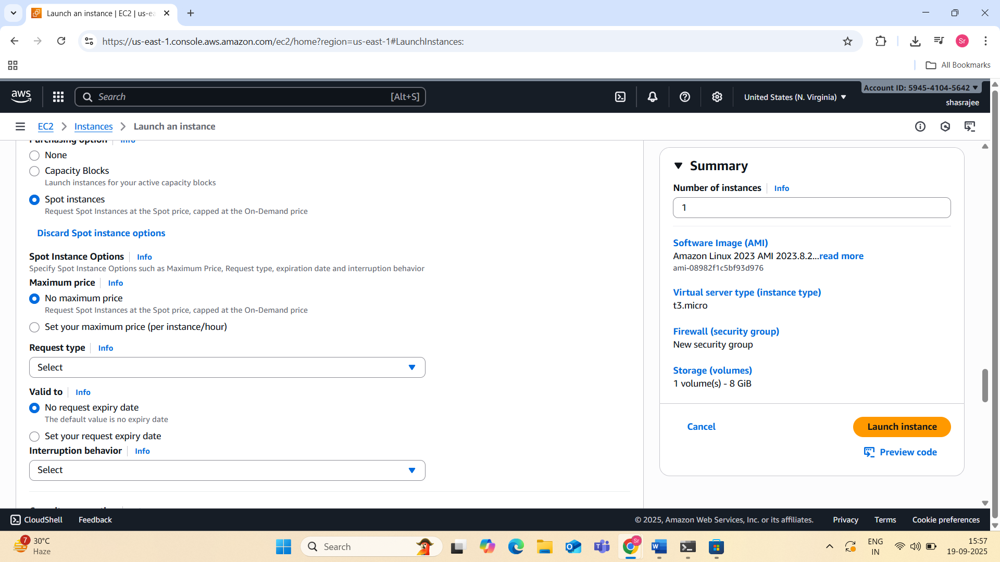 Launch an instance | EC2 | us-ea
https://us-east-1.console.aws.amazon.com/ec2/home?region=us-east-1#LaunchInstances:
Sr
All Bookmarks
aws
Search
[Alt+S]
United States (N. Virginia)
Account ID: 5945-4104-5642
shasrajee
EC2
Instances
Launch an instance
Purchasing option
Info
None
Capacity Blocks
Launch instances for your active capacity blocks
Spot instances
Request Spot Instances at the Spot price, capped at the On-Demand price
Discard Spot instance options
Spot Instance Options
Info
Specify Spot Instance Options such as Maximum Price, Request type, expiration date and interruption behavior
Maximum price
Info
No maximum price
Request Spot Instances at the Spot price, capped at the On-Demand price
Set your maximum price (per instance/hour)
Request type
Info
Select
Valid to
Info
No request expiry date
The default value is no expiry date
Set your request expiry date
Interruption behavior
Info
Select
Summary
Number of instances
Info
1
Software Image (AMI)
Amazon Linux 2023 AMI 2023.8.2...read more
ami-08982f1c5bf93d976
Virtual server type (instance type)
t3.micro
Firewall (security group)
New security group
Storage (volumes)
1 volume(s) - 8 GiB
Cancel
Launch instance
Preview code
CloudShell
Feedback
© 2025, Amazon Web Services, Inc. or its affiliates.
Privacy
Terms
Cookie preferences
7
30°C
Haze
Search
Sr
ENG
IN
15:57
19-09-2025